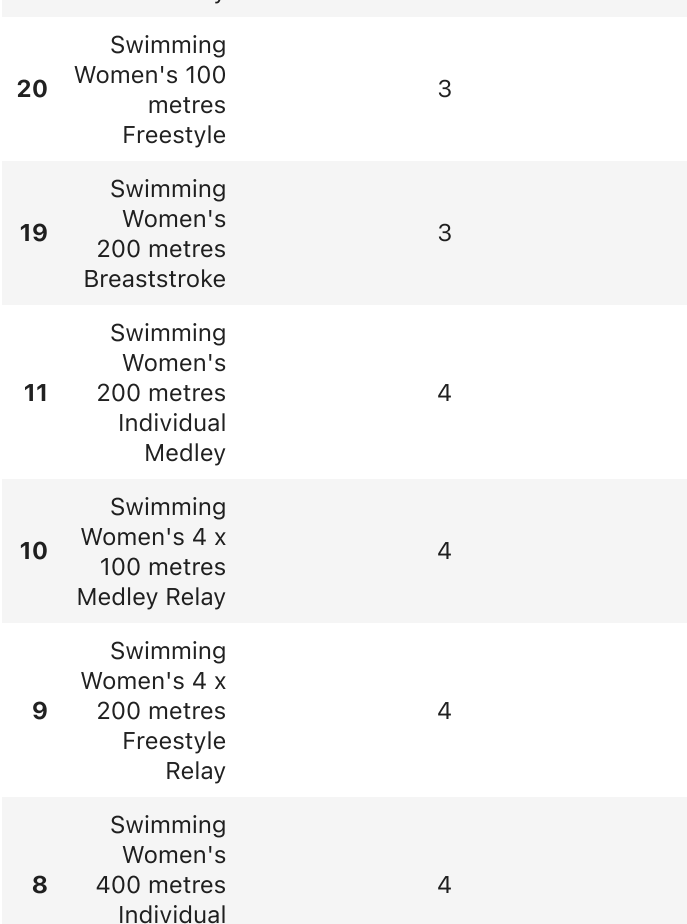 Swimming
Women's 100
20 3
metres
Freestyle
Swimming
Women's
19 3
200 metres
Breaststroke
Swimming
Women's
11 200 metres 4
Individual
Medley
Swimming
Women's 4 x
10 4
100 metres
Medley Relay
Swimming
Women's 4 x
9 200 metres 4
Freestyle
Relay
Swimming
Women's
8 400 metres 4
Individual